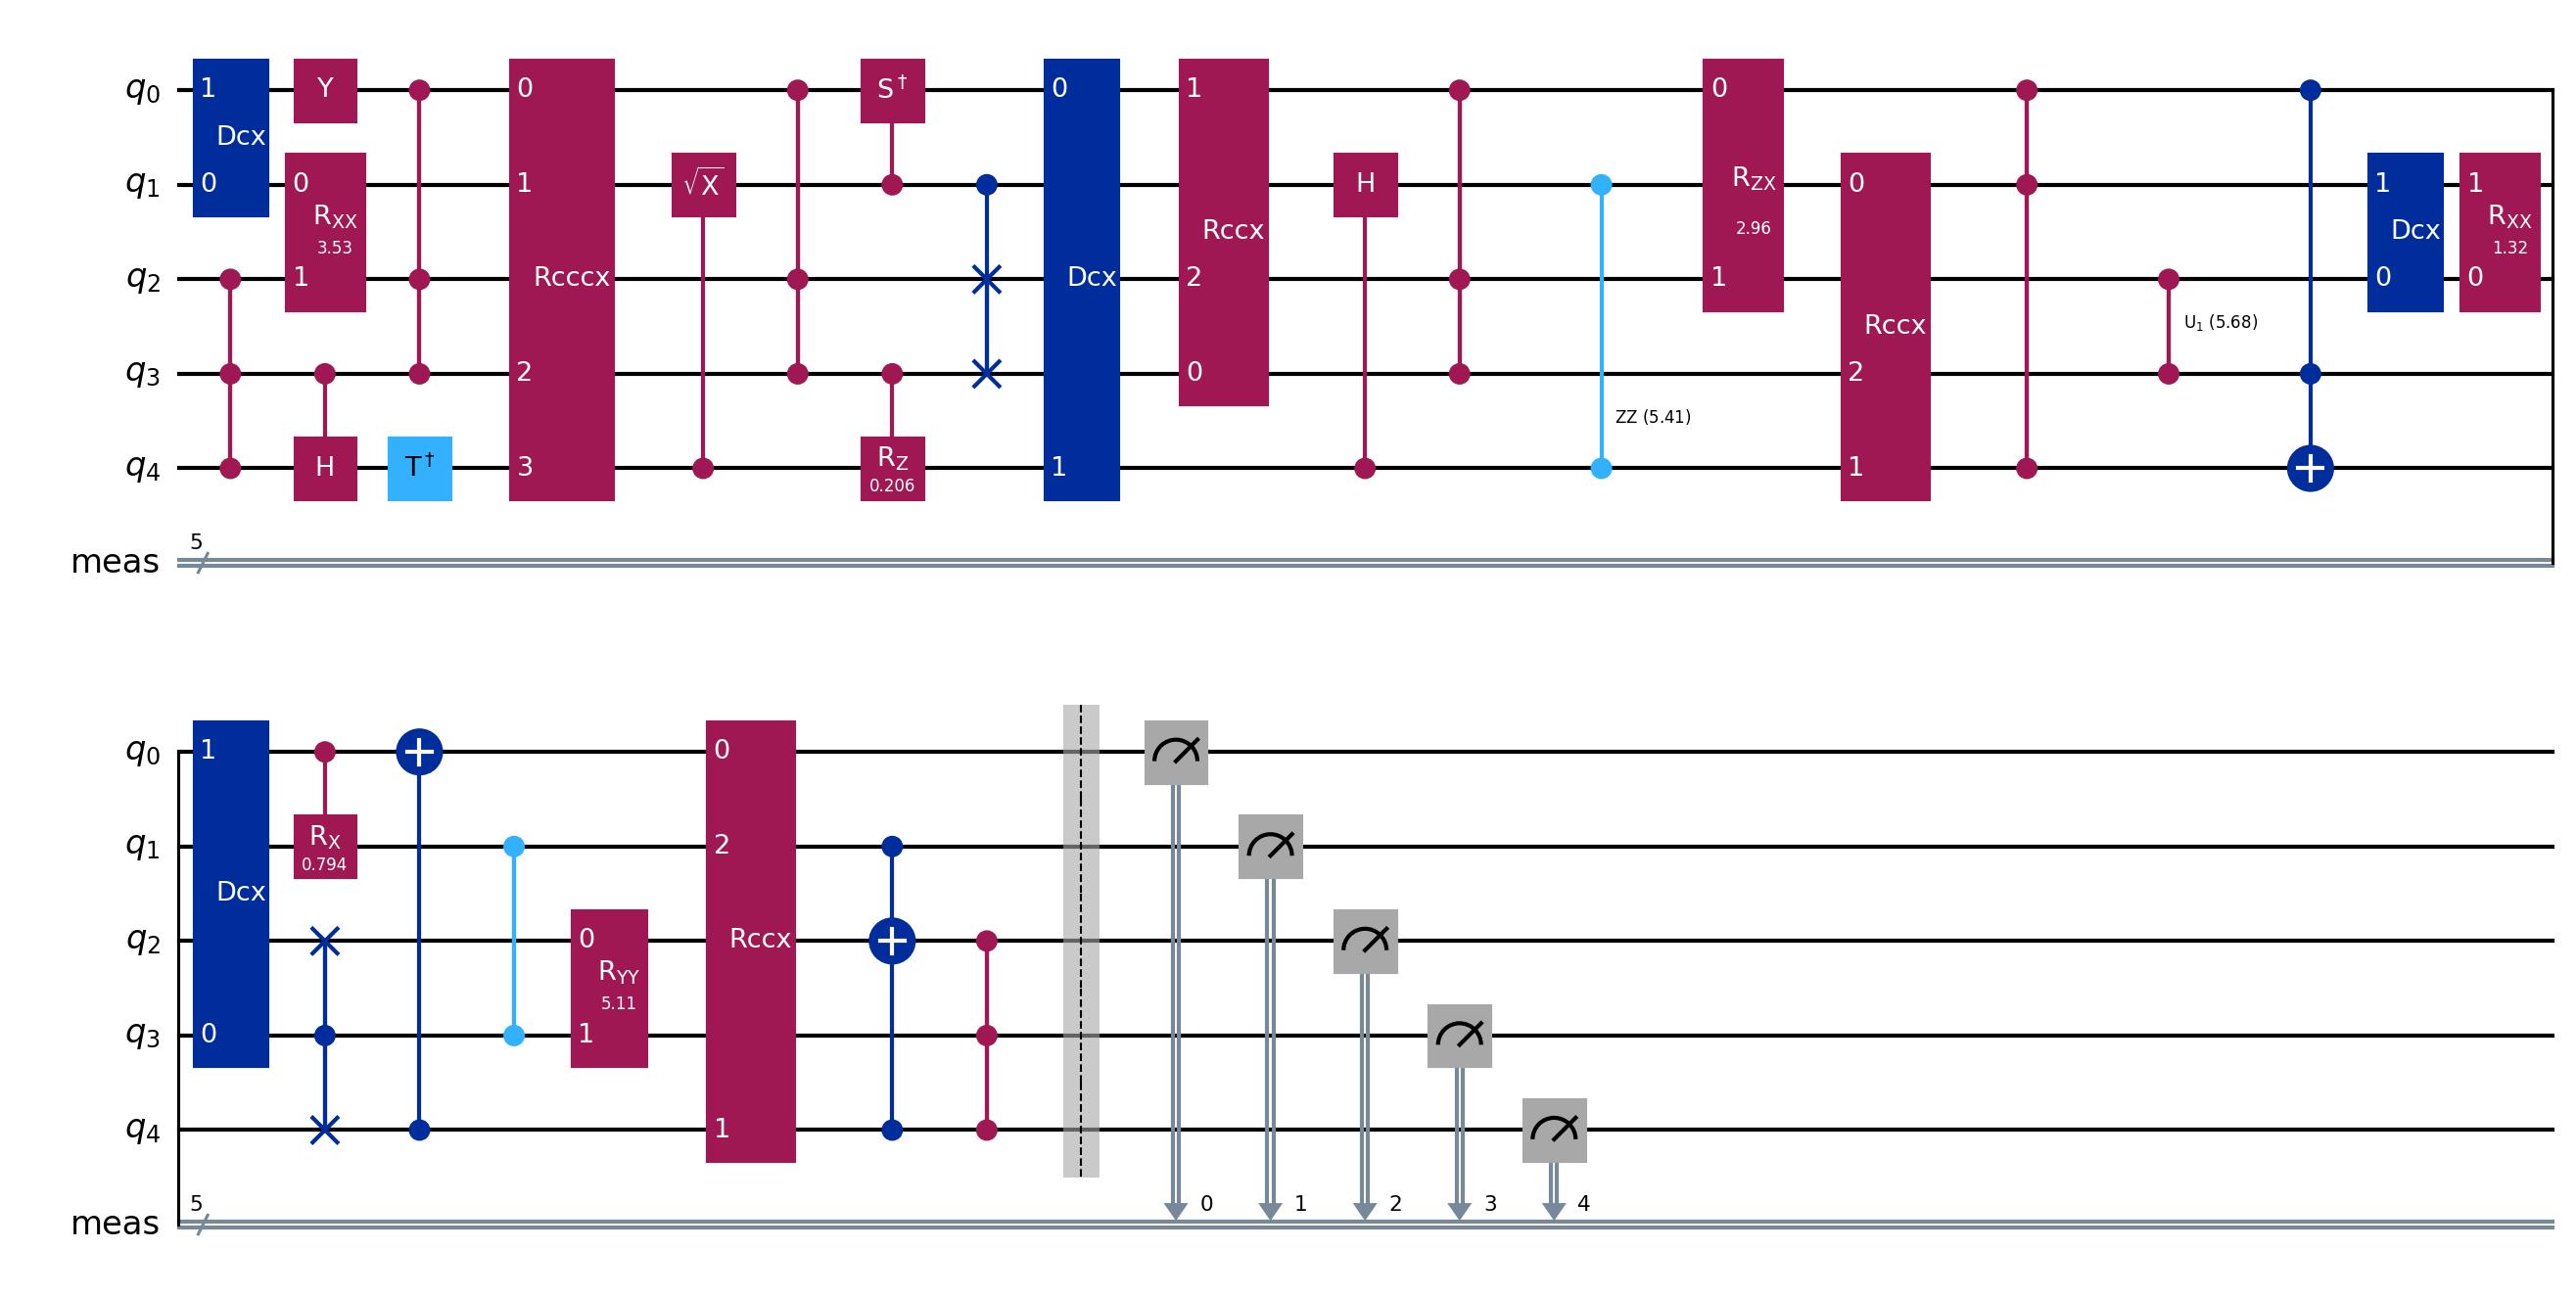 q0 1 Dcx Y 0 S† 0 1 0
q1 0 0 RXX 3.53 1 √X Rccx H RZX 2.96 0 1 Dcx 1 RXX 1.32
q2 1 Rcccx Dcx 2 1 Rccx U1 (5.68) 0 0
q3 2 0 ZZ (5.41) 2
q4 H T† 3 RZ 0.206 1 1
meas 5
q0 1 0
q1 RX 0.794 2
q2 Dcx 0 RYY 5.11 Rccx
q3 0 1
q4 1
meas 5 0 1 2 3 4